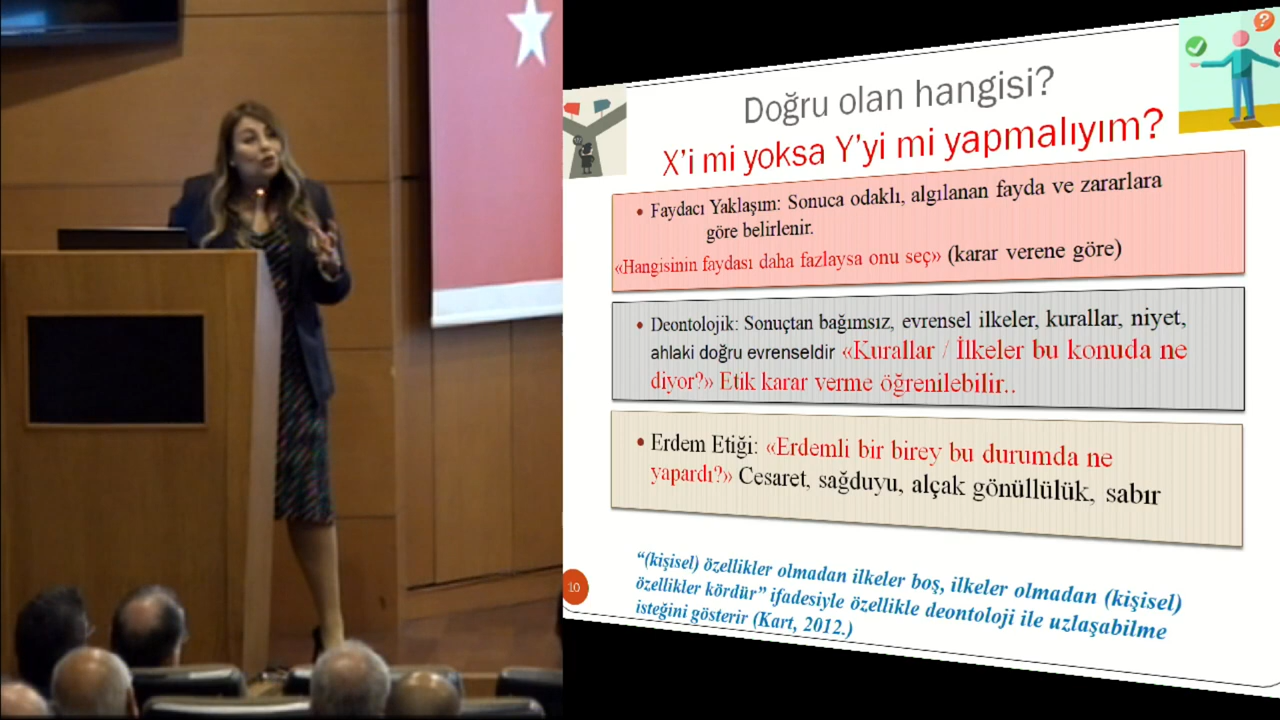 Doğru olan hangisi?
X’i mi yoksa Y’yi mi yapmalıyım?
• Faydacı Yaklaşım: Sonuca odaklı, algılanan fayda ve zararlara
göre belirlenir.
«Hangisinin faydası daha fazlaysa onu seç» (karar verene göre)
• Deontolojik: Sonuçtan bağımsız, evrensel ilkeler, kurallar, niyet,
ahlaki doğru evrenseldir «Kurallar / İlkeler bu konuda ne
diyor?» Etik karar verme öğrenilebilir..
• Erdem Etiği: «Erdemli bir birey bu durumda ne
yapardı?» Cesaret, sağduyu, alçak gönüllülük, sabır
“(kişisel) özellikler olmadan ilkeler boş, ilkeler olmadan (kişisel)
özellikler kördür” ifadesiyle özellikle deontoloji ile uzlaşabilme
isteğini gösterir (Kart, 2012.)
10